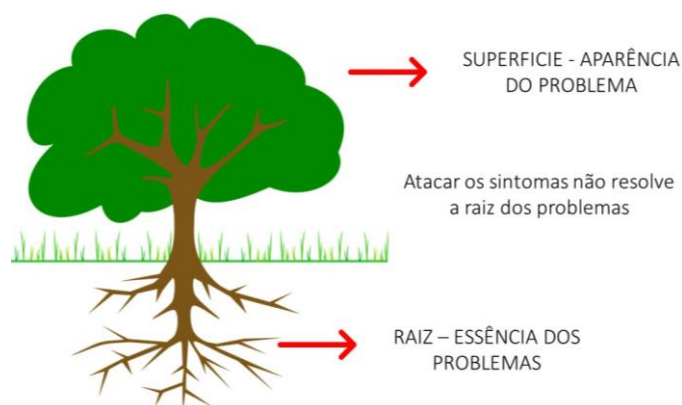 SUPERFICIE - APARÊNCIA
DO PROBLEMA
Atacar os sintomas não resolve
a raiz dos problemas
RAIZ – ESSÊNCIA DOS
PROBLEMAS